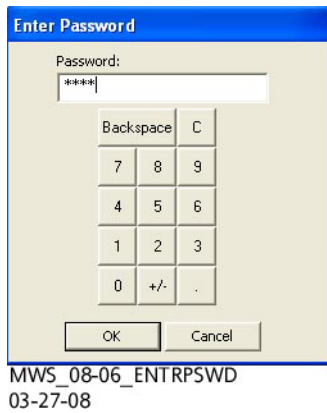 Enter Password
Password:
****
Backspace C
7 8 9
4 5 6
1 2 3
0 +/- .
OK Cancel
MWS_08-06_ENTRPSWD
03-27-08